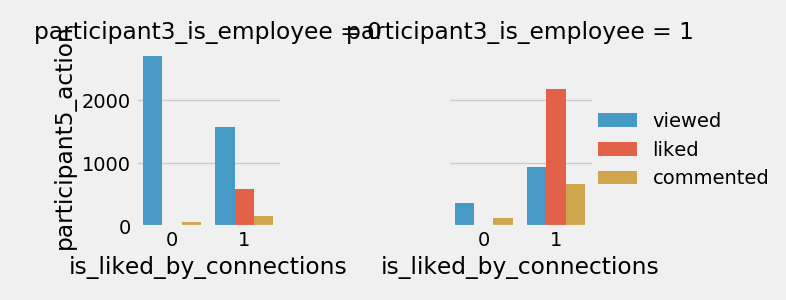 participant3_is_employee = 0
participant3_is_employee = 1
participant5_action
2000
1000
0
0
1
0
1
is_liked_by_connections
is_liked_by_connections
viewed
liked
commented